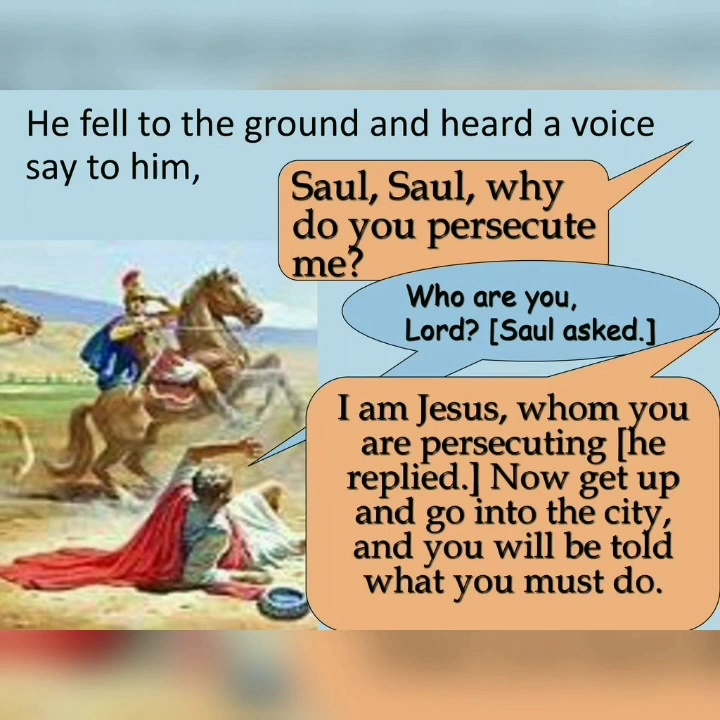 He fell to the ground and heard a voice
say to him,
Saul, Saul, why
do you persecute
me?
Who are you,
Lord? [Saul asked.]
I am Jesus, whom you
are persecuting [he
replied.] Now get up
and go into the city,
and you will be told
what you must do.